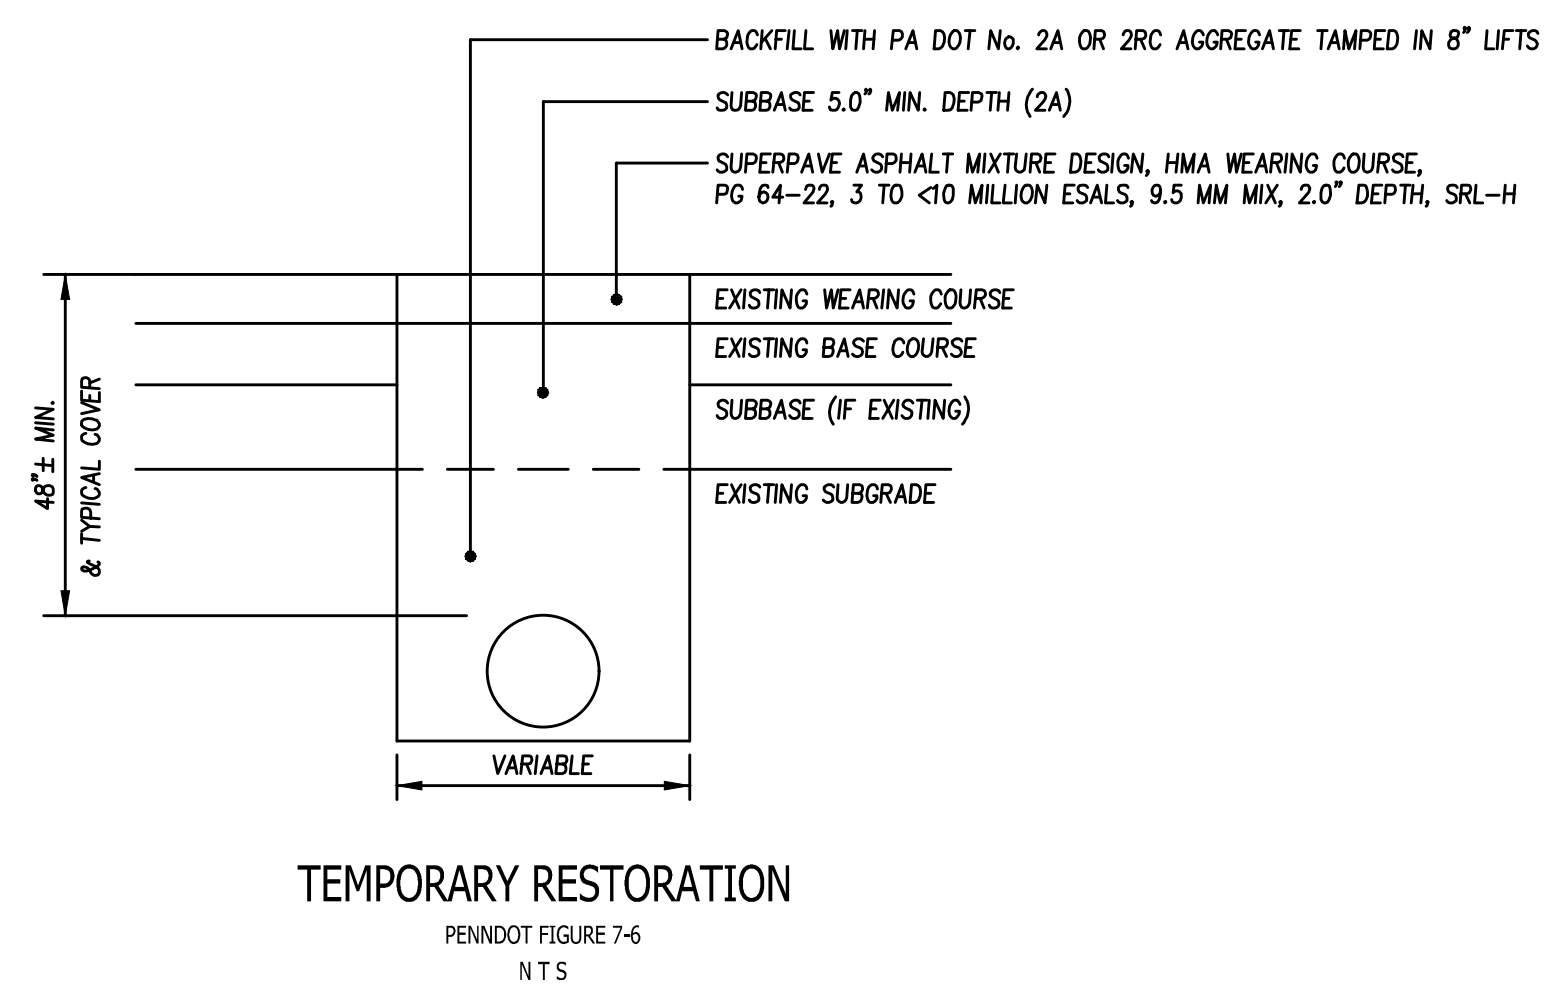 BACKFILL WITH PA DOT No. 2A OR 2RC AGGREGATE TAMPED IN 8" LIFTS
SUBBASE 5.0" MIN. DEPTH (2A)
SUPERPAVE ASPHALT MIXTURE DESIGN, HMA WEARING COURSE,
PG 64-22, 3 TO <10 MILLION ESALS, 9.5 MM MIX, 2.0" DEPTH, SRL-H
EXISTING WEARING COURSE
EXISTING BASE COURSE
SUBBASE (IF EXISTING)
EXISTING SUBGRADE
48"± MIN.
& TYPICAL COVER
VARIABLE
TEMPORARY RESTORATION
PENNDOT FIGURE 7-6
N T S